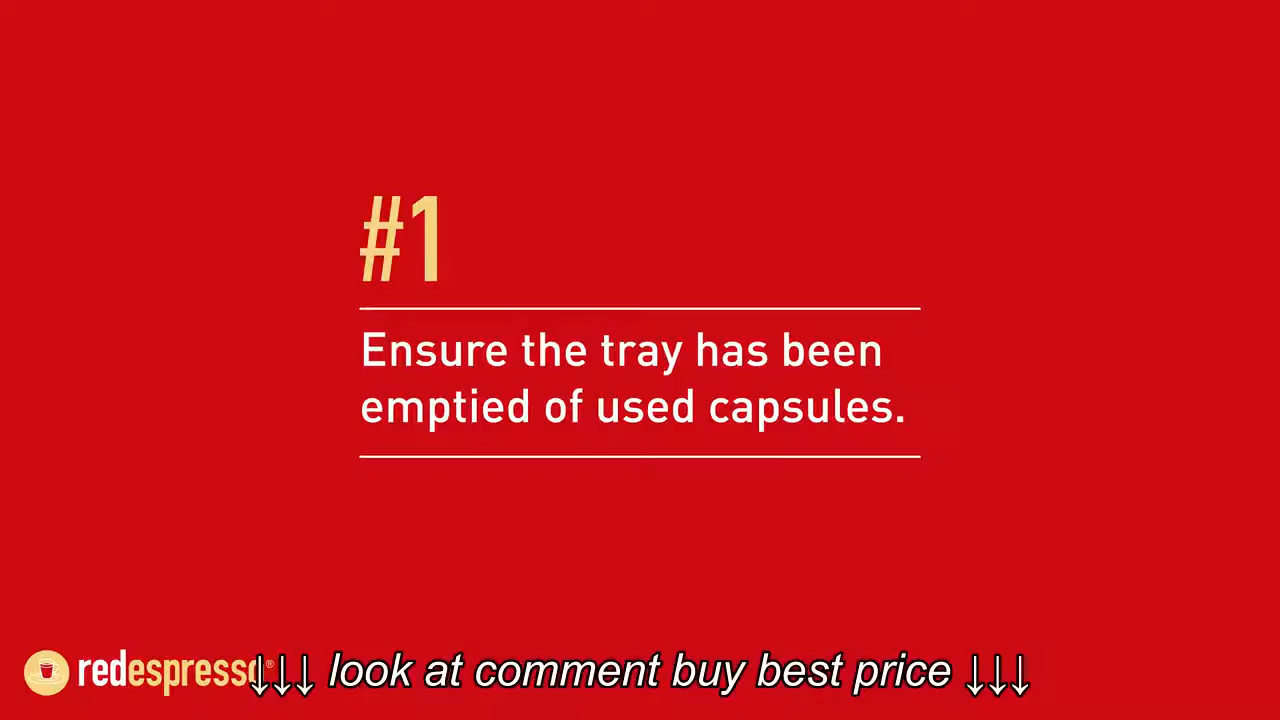 #1
Ensure the tray has been
emptied of used capsules.
redespresso® ↓↓↓ look at comment buy best price ↓↓↓